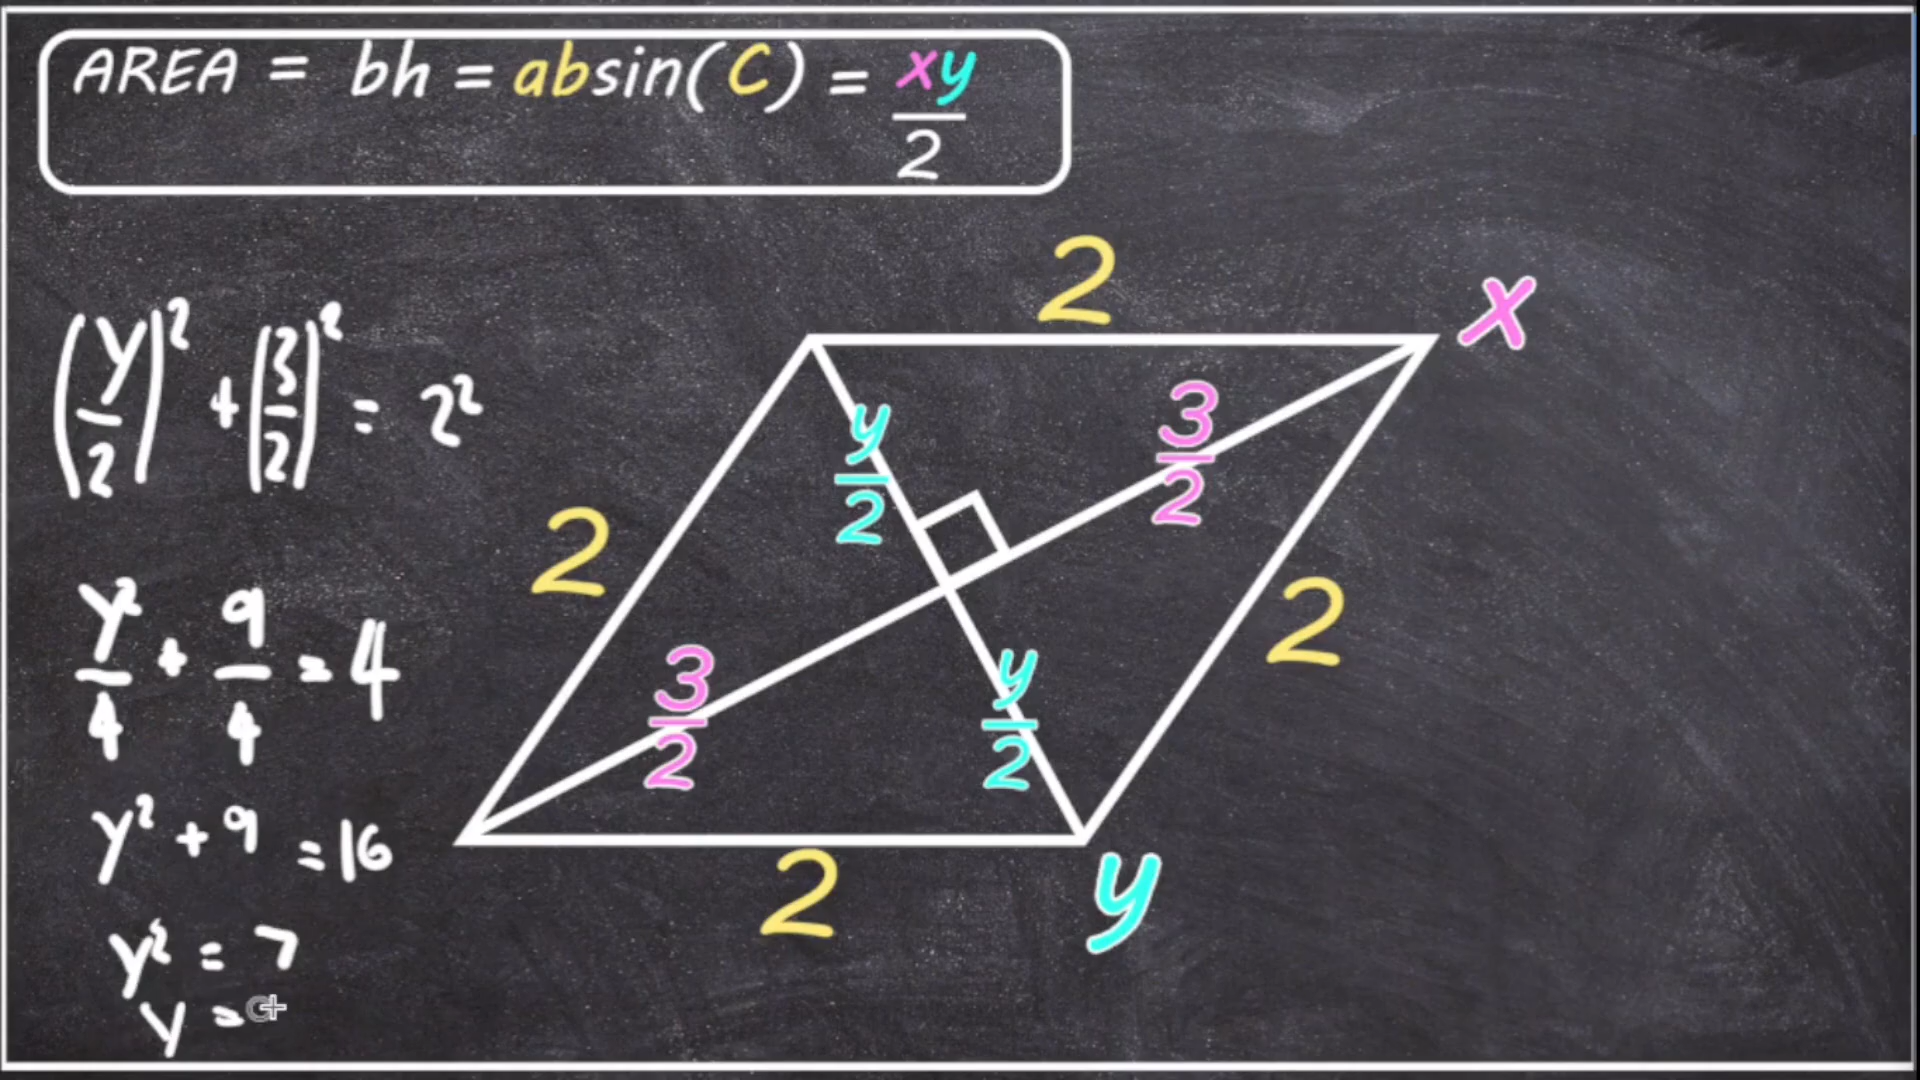 AREA = bh = absin(C) = xy/2
2
x
(y/2)² + (3/2)² = 2²
y/2
3/2
2
2
y²/4 + 9/4 = 4
3/2
y/2
y² + 9 = 16
2
y
y² = 7
y =